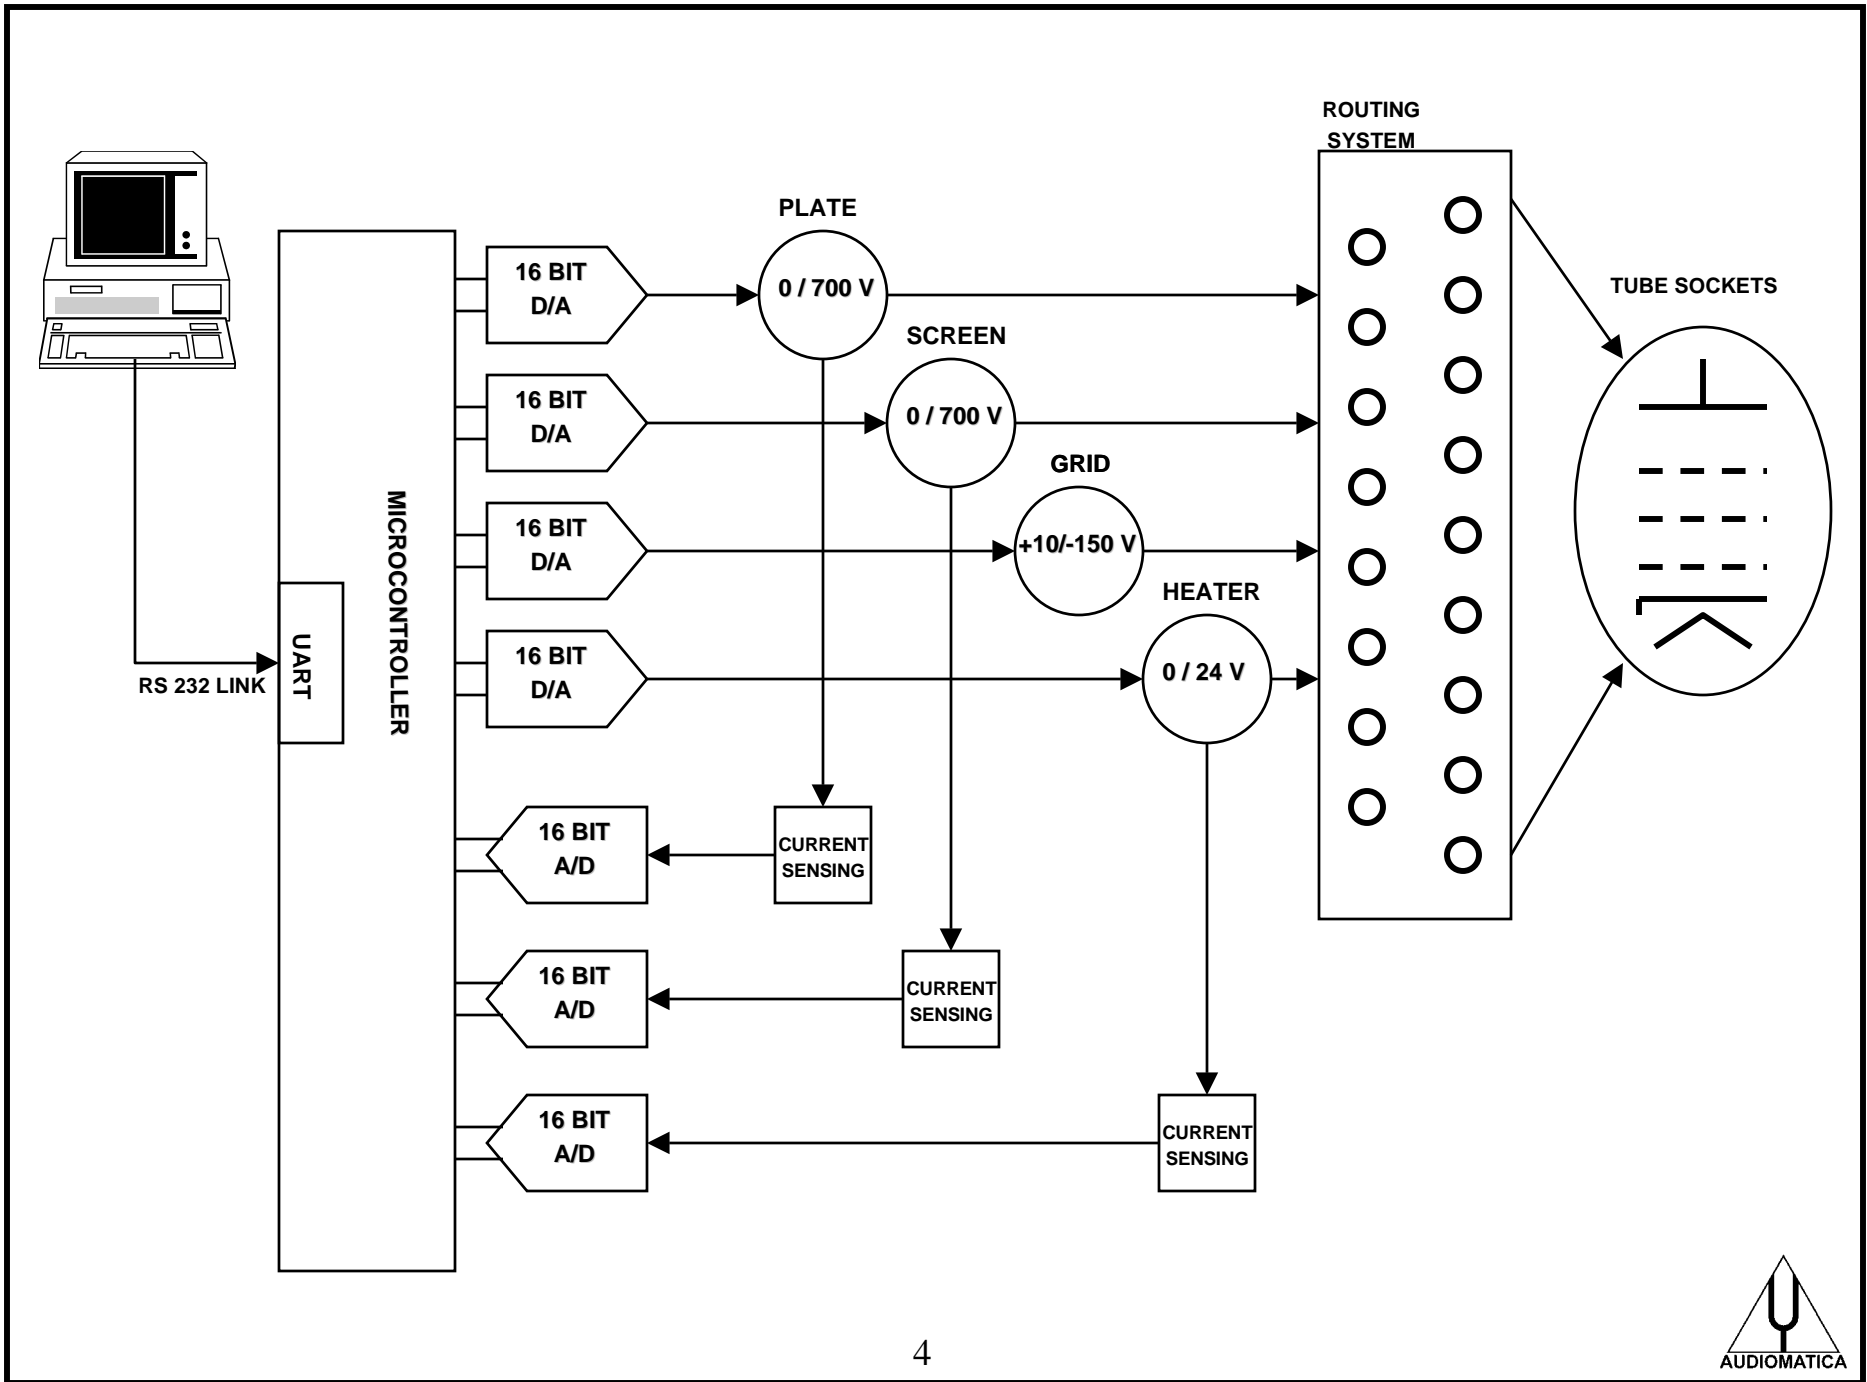 ROUTING
SYSTEM
PLATE
TUBE SOCKETS
16 BIT
D/A
0 / 700 V
SCREEN
16 BIT
D/A
0 / 700 V
GRID
MICROCONTROLLER
16 BIT
D/A
+10/-150 V
HEATER
UART
16 BIT
D/A
0 / 24 V
RS 232 LINK
16 BIT
A/D
CURRENT
SENSING
16 BIT
A/D
CURRENT
SENSING
16 BIT
A/D
CURRENT
SENSING
4
AUDIOMATICA